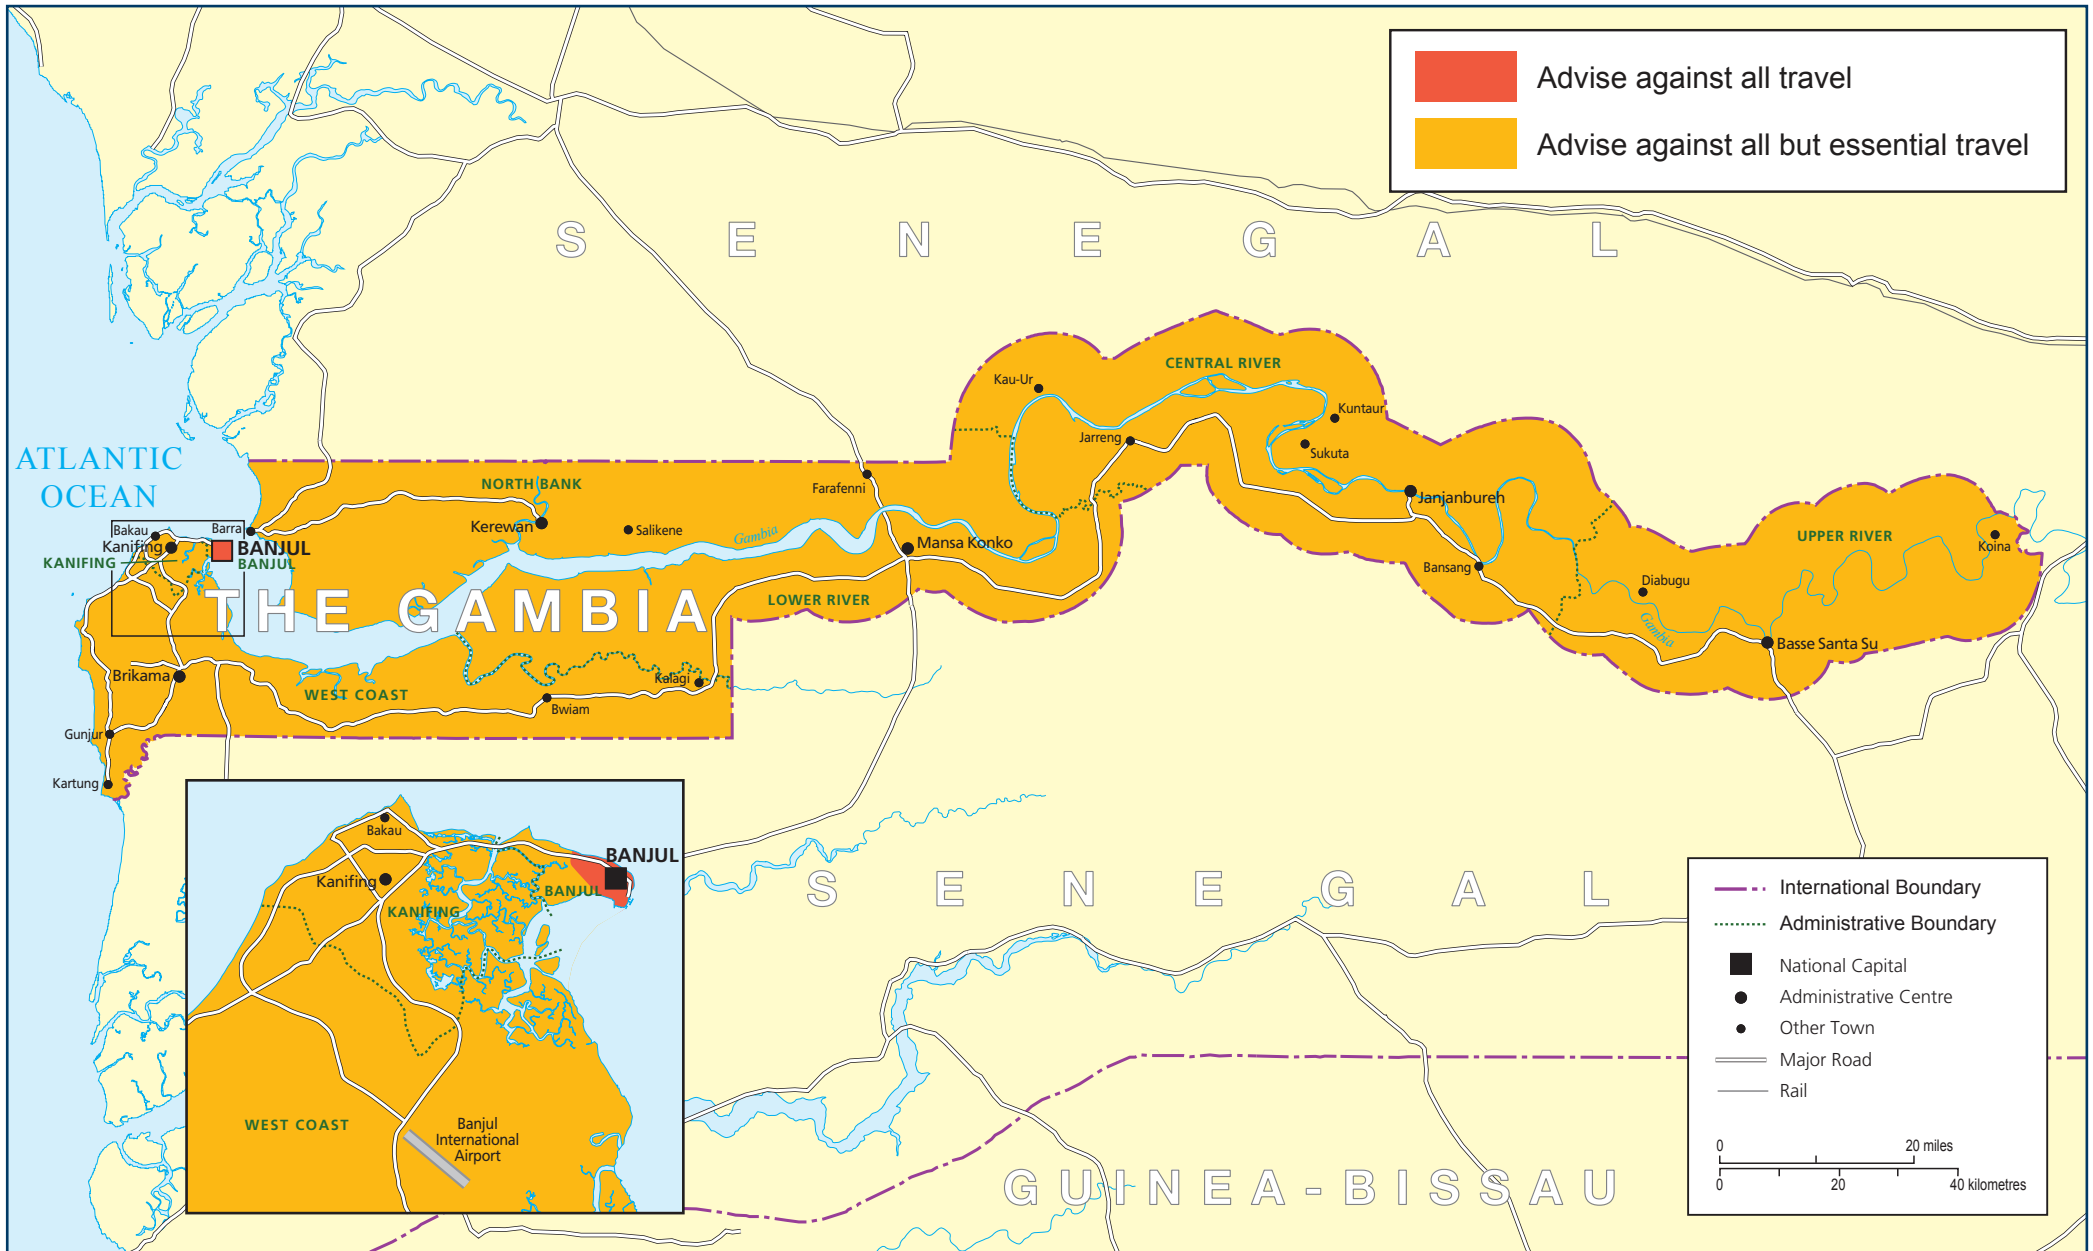 Advise against all travel
Advise against all but essential travel
S E N E G A L
CENTRAL RIVER
Kau-Ur
Kuntaur
Jarreng
Sukuta
ATLANTIC
OCEAN
NORTH BANK
Farafenni
Janjanbureh
Bakau
Barra
Kerewan
Salikene
Gambia
Mansa Konko
UPPER RIVER
Koina
Kanifing
BANJUL
KANIFING
BANJUL
Bansang
Diabugu
THE GAMBIA
LOWER RIVER
Gambia
Basse Santa Su
Brikama
WEST COAST
Kalagi
Bwiam
Gunjur
Kartung
Bakau
BANJUL
Kanifing
BANJUL
KANIFING
WEST COAST
Banjul
International
Airport
S E N E G A L
GUINEA-BISSAU
International Boundary
Administrative Boundary
National Capital
Administrative Centre
Other Town
Major Road
Rail
0 20 miles
0 20 40 kilometres